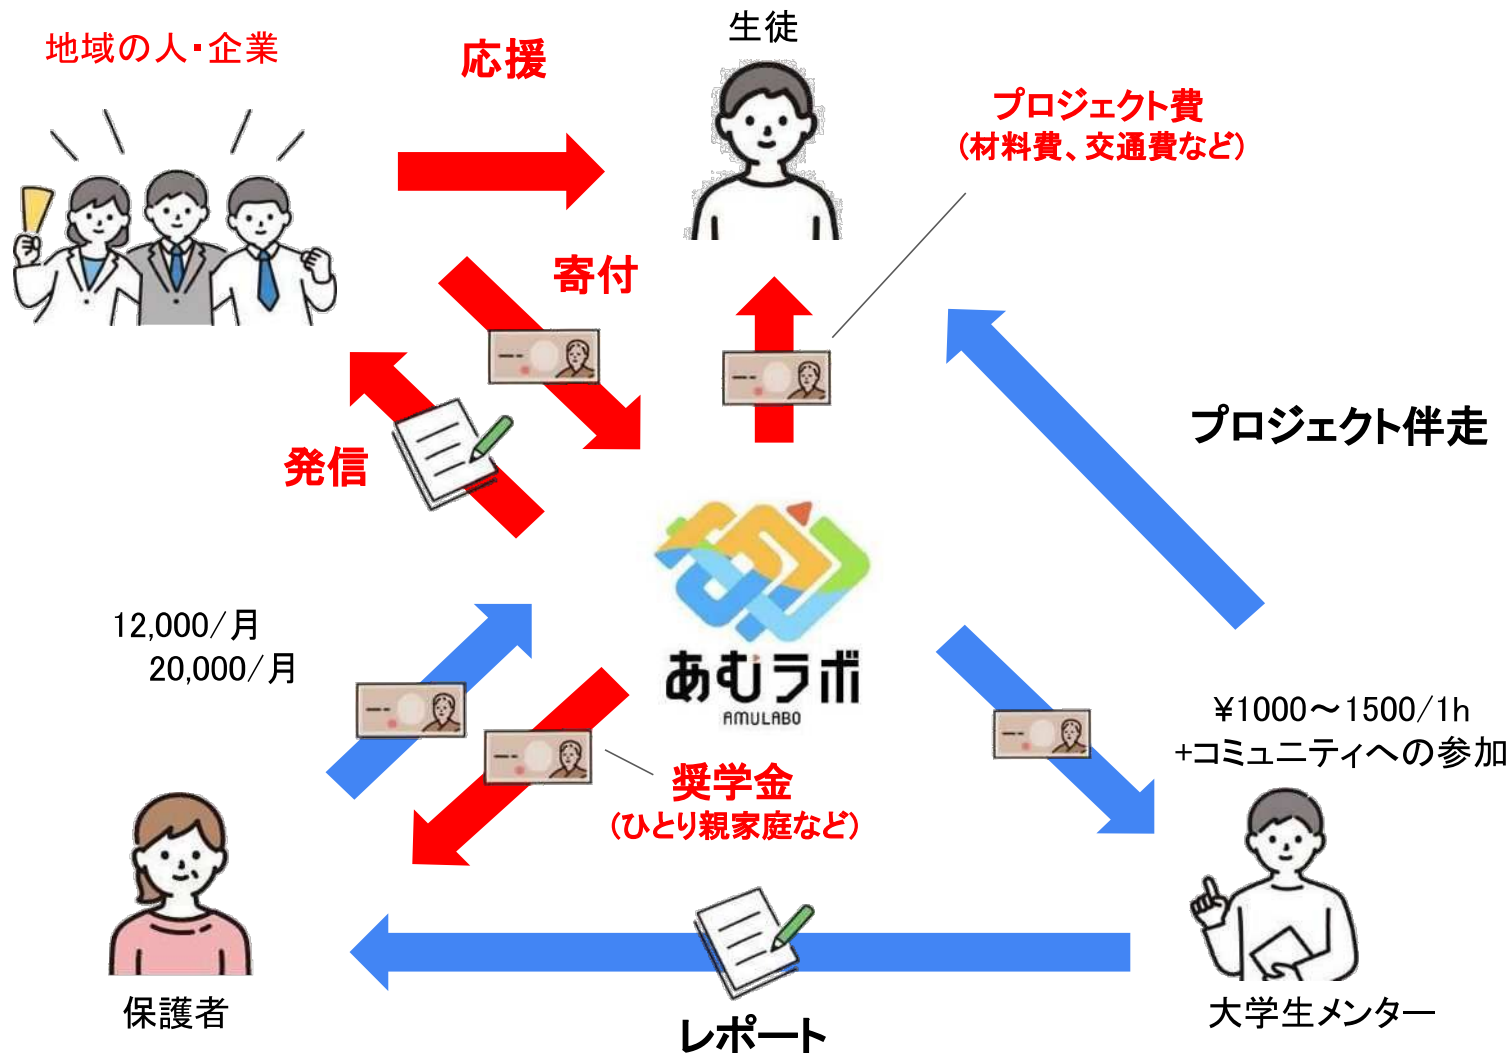 地域の人・企業
応援
生徒
プロジェクト費
(材料費、交通費など)
寄付
発信
プロジェクト伴走
12,000/月
20,000/月
あむラボ
AMULABO
¥1000～1500/1h
+コミュニティへの参加
奨学金
(ひとり親家庭など)
保護者
レポート
大学生メンター